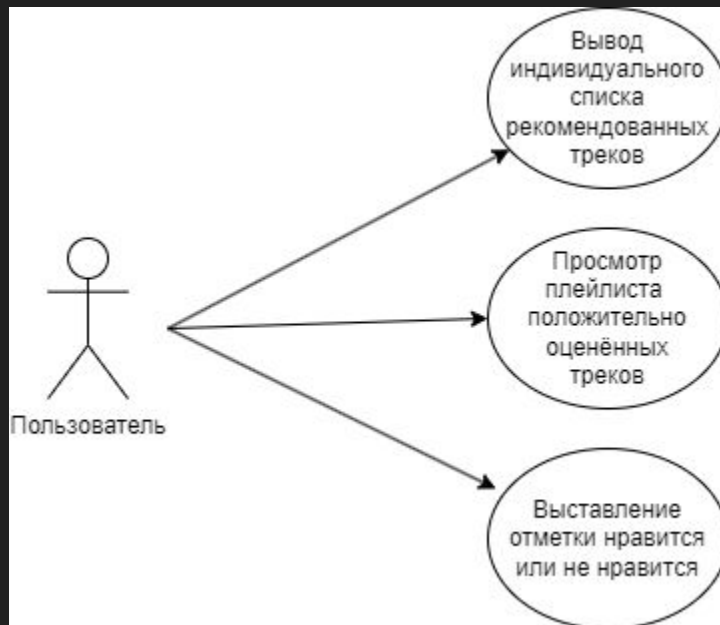 Вывод
индивидуального
списка
рекомендованных
треков
Просмотр
плейлиста
положительно
оценённых
треков
Пользователь
Выставление
отметки нравится
или не нравится